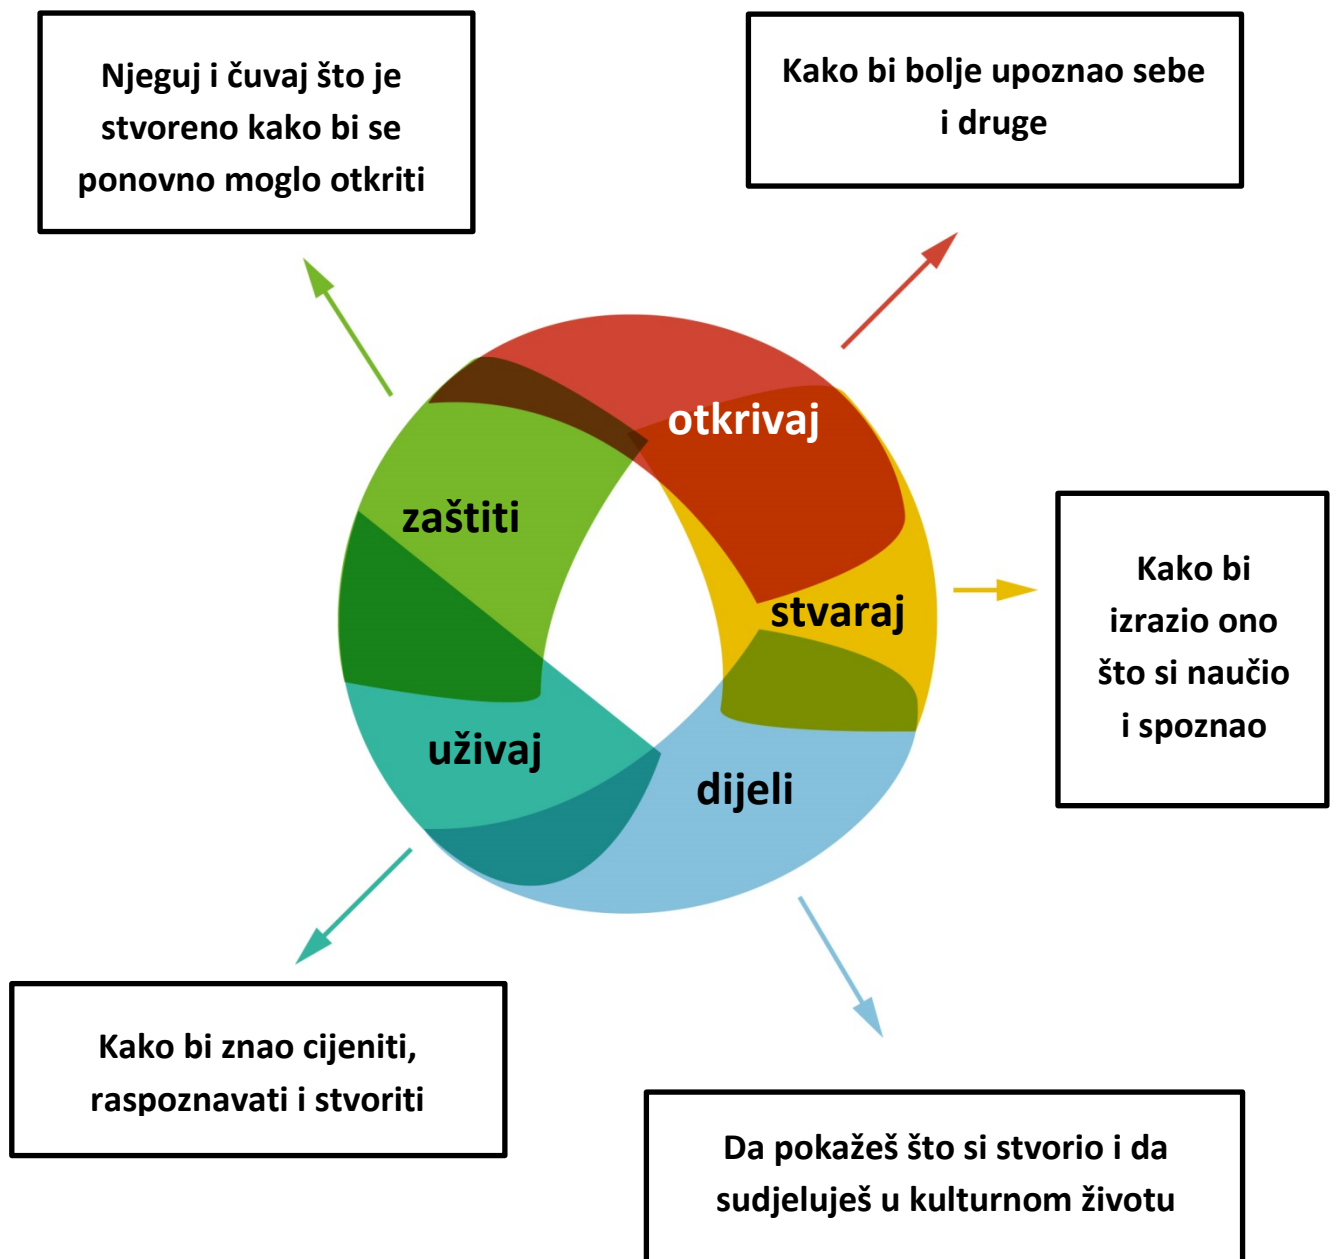 Njeguj i čuvaj što je
stvoreno kako bi se
ponovno moglo otkriti
Kako bi bolje upoznao sebe
i druge
otkrivaj
zaštiti
stvaraj
uživaj
dijeli
Kako bi
izrazio ono
što si naučio
i spoznao
Kako bi znao cijeniti,
raspoznavati i stvoriti
Da pokažeš što si stvorio i da
sudjeluješ u kulturnom životu